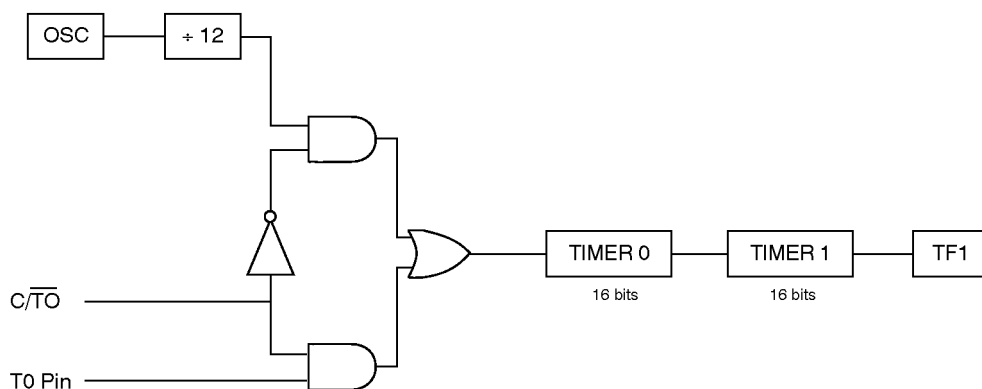 OSC
÷ 12
TIMER 0
TIMER 1
TF1
16 bits
16 bits
C/T̅O̅
T0 Pin